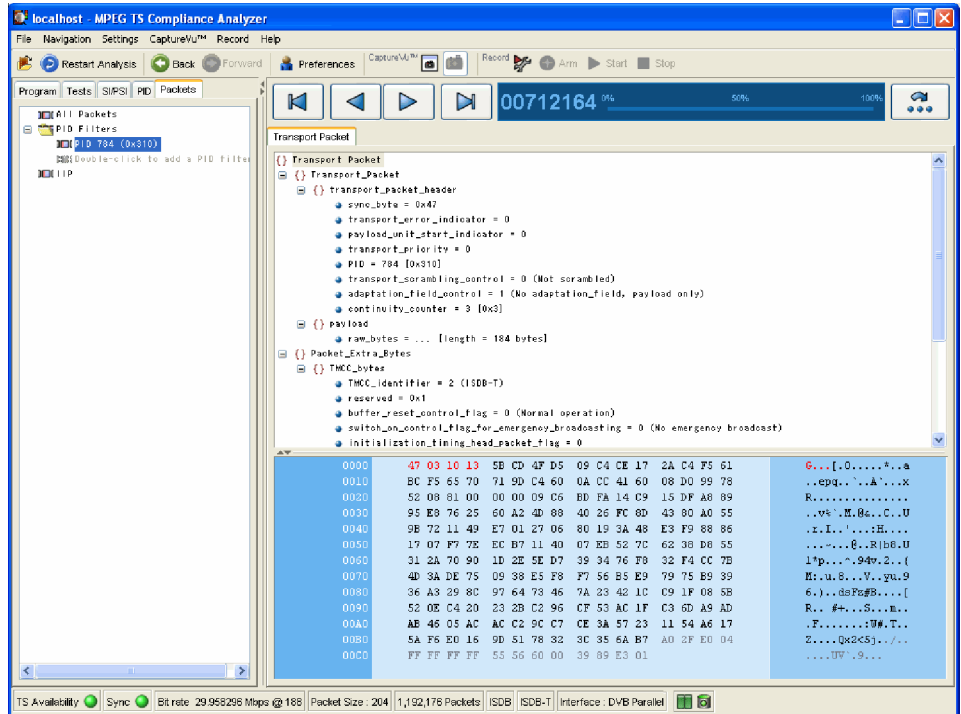 localhost - MPEG TS Compliance Analyzer
File Navigation Settings CaptureVu™ Record Help
Restart Analysis Back Forward Preferences CaptureVu™ Record Arm Start Stop
Program Tests SI/PSI PID Packets
All Packets
PID Filters
PID 784 (0x310)
Double-click to add a PID filte
IIP
00712164 0% 50% 100%
Transport Packet
{} Transport Packet
{} Transport_Packet
{} transport_packet_header
sync_byte = 0x47
transport_error_indicator = 0
payload_unit_start_indicator = 0
transport_priority = 0
PID = 784 [0x310]
transport_scrambling_control = 0 (Not scrambled)
adaptation_field_control = 1 (No adaptation_field, payload only)
continuity_counter = 3 [0x3]
{} payload
raw_bytes = ... [length = 184 bytes]
{} Packet_Extra_Bytes
{} TMCC_bytes
TMCC_identifier = 2 (ISDB-T)
reserved = 0x1
buffer_reset_control_flag = 0 (Normal operation)
switch_on_control_flag_for_emergency_broadcasting = 0 (No emergency broadcast)
initialization_timing_head_packet_flag = 0
0000 47 03 10 13 5B CD 4F D5 09 C4 CE 17 2A C4 F5 61 G...[.O.....*..a
0010 BC F5 65 70 71 9D C4 60 0A CC 41 60 08 D0 99 78 ..epq..`..A`...x
0020 52 08 81 00 00 00 09 C6 BD FA 14 C9 15 DF A8 89 R...............
0030 95 E8 76 25 60 A2 4D 88 40 26 FC 8D 43 80 A0 55 ..v%`.M.@&..C..U
0040 9B 72 11 49 E7 01 27 06 80 19 3A 48 E3 F9 88 86 .r.I..'...:H....
0050 17 07 F7 7E EC B7 11 40 07 EB 52 7C 62 38 D8 55 ...~...@..R|b8.U
0060 31 2A 70 90 1D 2E 5E D7 39 34 76 F8 32 F4 CC 7B 1*p...^.94v.2..{
0070 4D 3A DE 75 09 38 E5 F8 F7 56 B5 E9 79 75 B9 39 M:.u.8...V..yu.9
0080 36 A3 29 8C 97 64 73 46 7A 23 42 1C C9 1F 08 5B 6.)..dsFz#B....[
0090 52 0E C4 20 23 2B C2 96 CF 53 AC 1F C3 6D A9 AD R.. #+...S...m..
00A0 AB 46 05 AC AC C2 9C C7 CE 3A 57 23 11 54 A6 17 .F.......:W#.T..
00B0 5A F6 E0 16 9D 51 78 32 3C 35 6A B7 A0 2F E0 04 Z....Qx2<5j../..
00C0 FF FF FF FF 55 56 60 00 39 89 E3 01 ....UV`.9...
TS Availability Sync Bit rate 29.958296 Mbps @ 188 Packet Size : 204 1,192,176 Packets ISDB ISDB-T Interface : DVB Parallel